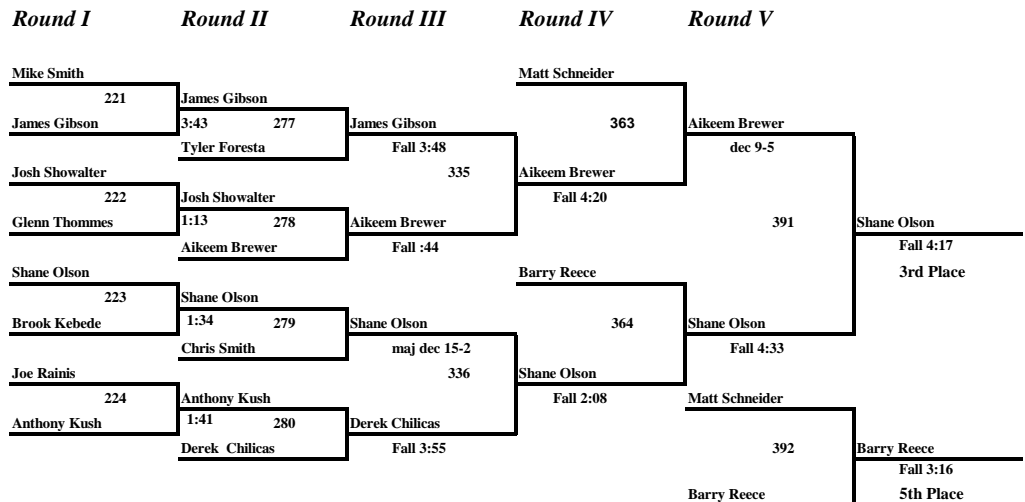 Round I Round II Round III Round IV Round V
Mike Smith Matt Schneider
221 James Gibson
James Gibson 3:43 277 James Gibson 363 Aikeem Brewer
Tyler Foresta Fall 3:48 dec 9-5
Josh Showalter 335 Aikeem Brewer
222 Josh Showalter Fall 4:20
Glenn Thommes 1:13 278 Aikeem Brewer 391 Shane Olson
Aikeem Brewer Fall :44 Fall 4:17
Shane Olson Barry Reece 3rd Place
223 Shane Olson
Brook Kebede 1:34 279 Shane Olson 364 Shane Olson
Chris Smith maj dec 15-2 Fall 4:33
Joe Rainis 336 Shane Olson
224 Anthony Kush Fall 2:08 Matt Schneider
Anthony Kush 1:41 280 Derek Chilicas
Derek Chilicas Fall 3:55 392 Barry Reece
Fall 3:16
Barry Reece 5th Place